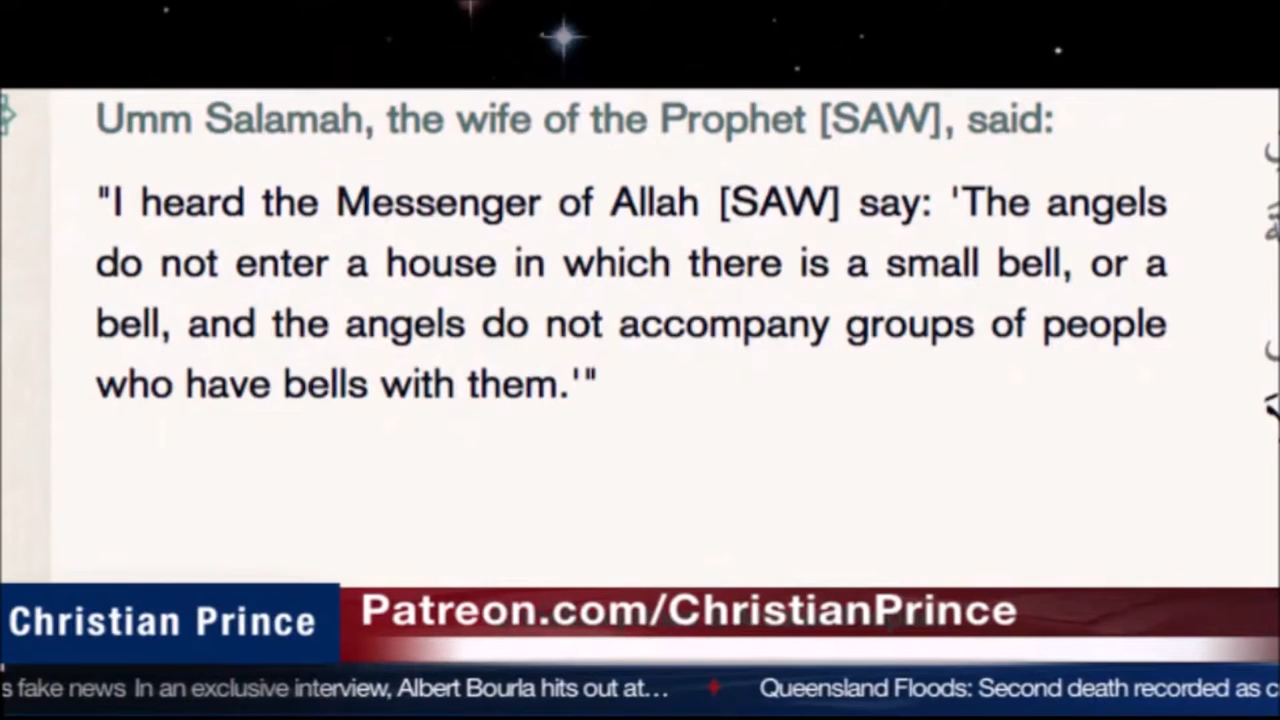 Umm Salamah, the wife of the Prophet [SAW], said:
"I heard the Messenger of Allah [SAW] say: 'The angels
do not enter a house in which there is a small bell, or a
bell, and the angels do not accompany groups of people
who have bells with them.'"
Christian Prince
Patreon.com/ChristianPrince
s fake news In an exclusive interview, Albert Bourla hits out at… Queensland Floods: Second death recorded as c